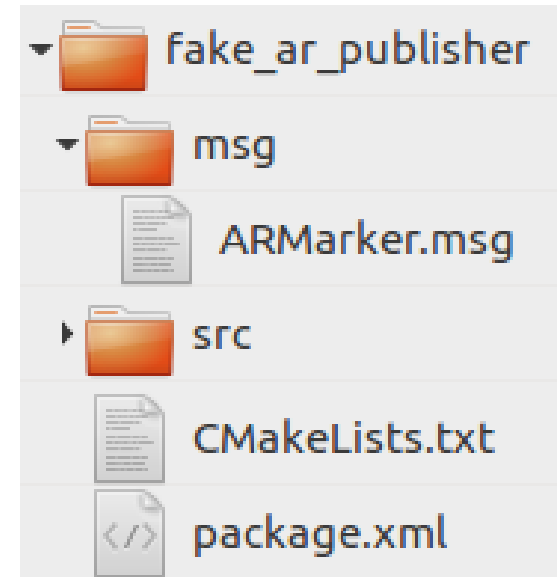 fake_ar_publisher
msg
ARMarker.msg
src
CMakeLists.txt
package.xml